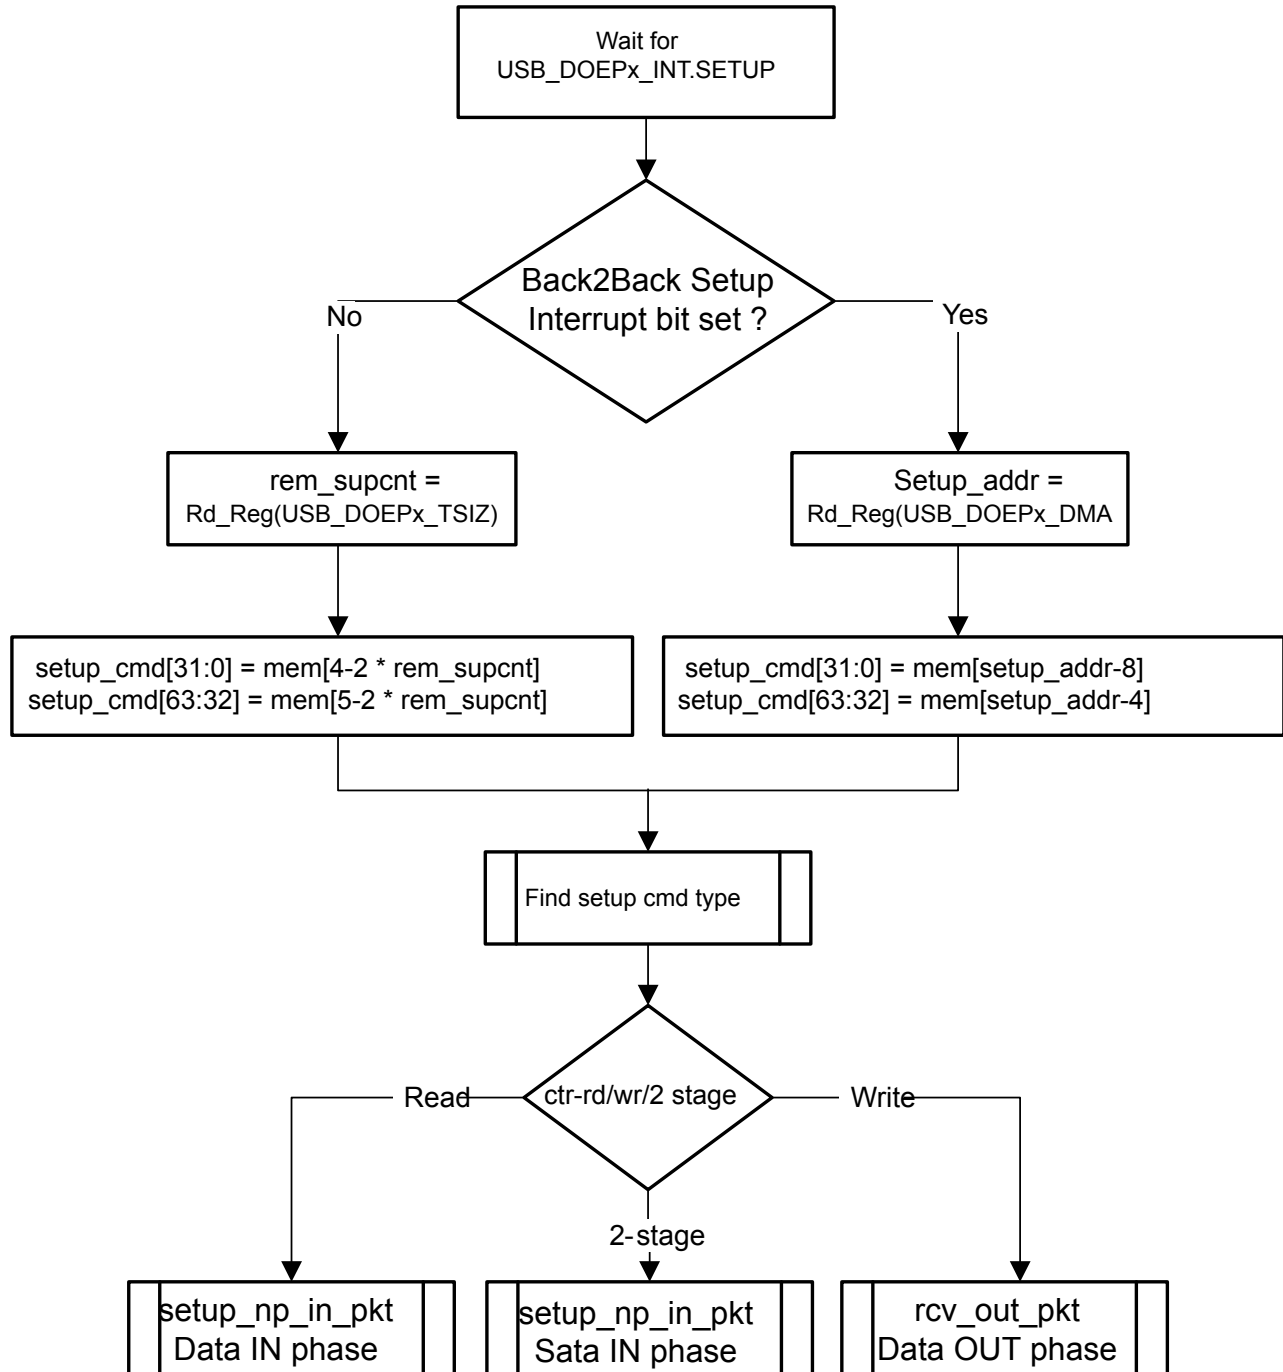 Wait for
USB_DOEPx_INT.SETUP
Back2Back Setup
Interrupt bit set ?
No
Yes
rem_supcnt =
Rd_Reg(USB_DOEPx_TSIZ)
Setup_addr =
Rd_Reg(USB_DOEPx_DMA
setup_cmd[31:0] = mem[4-2 * rem_supcnt]
setup_cmd[63:32] = mem[5-2 * rem_supcnt]
setup_cmd[31:0] = mem[setup_addr-8]
setup_cmd[63:32] = mem[setup_addr-4]
Find setup cmd type
ctr-rd/wr/2 stage
Read
Write
2-stage
setup_np_in_pkt
Data IN phase
setup_np_in_pkt
Sata IN phase
rcv_out_pkt
Data OUT phase